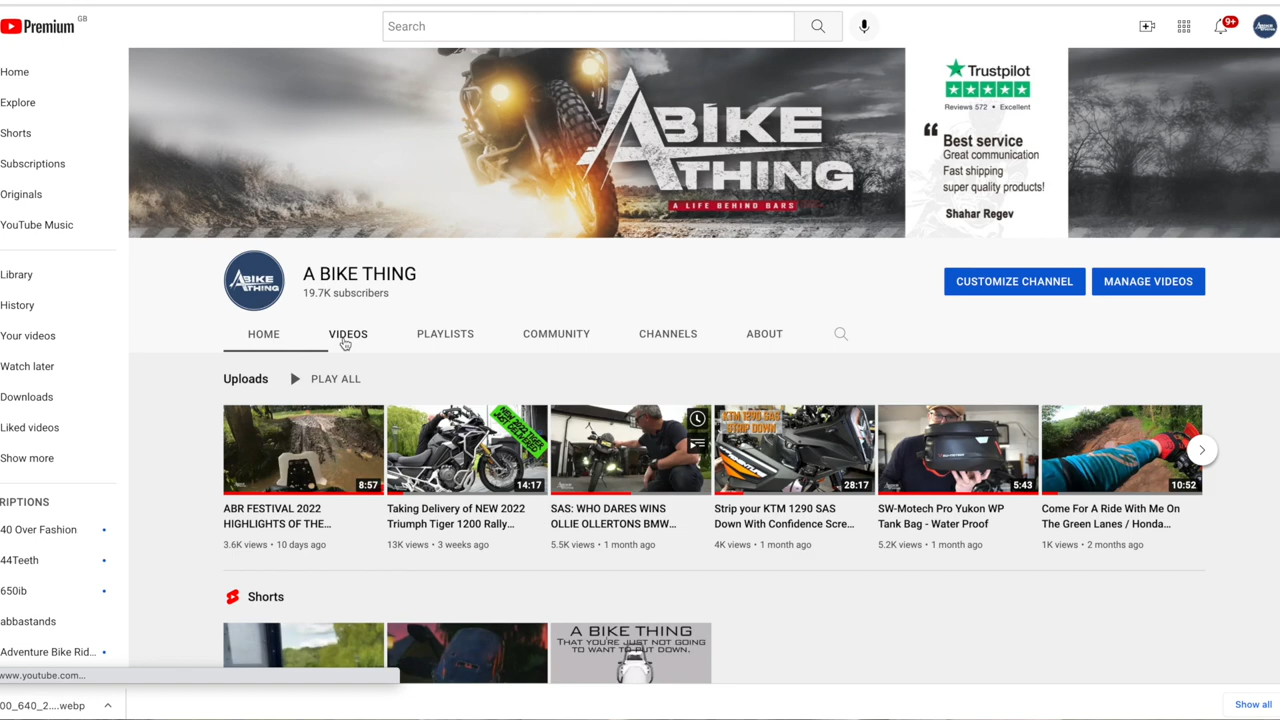 Premium GB
Search
9+
Home
Explore
Shorts
Subscriptions
Originals
YouTube Music
Library
History
Your videos
Watch later
Downloads
Liked videos
Show more
RIPTIONS
40 Over Fashion
44Teeth
650ib
abbastands
Adventure Bike Rid...
www.youtube.com...
00_640_2....webp
Show all
A BIKE THING
A LIFE BEHIND BARS
Trustpilot
Reviews 572 • Excellent
“ Best service
Great communication
Fast shipping
super quality products!
Shahar Regev
A BIKE THING
A BIKE THING
19.7K subscribers
CUSTOMIZE CHANNEL
MANAGE VIDEOS
HOME
VIDEOS
PLAYLISTS
COMMUNITY
CHANNELS
ABOUT
Uploads
PLAY ALL
8:57
ABR FESTIVAL 2022
HIGHLIGHTS OF THE...
3.6K views • 10 days ago
14:17
Taking Delivery of NEW 2022
Triumph Tiger 1200 Rally...
13K views • 3 weeks ago
SAS: WHO DARES WINS
OLLIE OLLERTONS BMW...
5.5K views • 1 month ago
KTM 1290 SAS
STRIP DOWN
28:17
Strip your KTM 1290 SAS
Down With Confidence Scre...
4K views • 1 month ago
5:43
SW-Motech Pro Yukon WP
Tank Bag - Water Proof
5.2K views • 1 month ago
10:52
Come For A Ride With Me On
The Green Lanes / Honda...
1K views • 2 months ago
Shorts
A BIKE THING
THAT YOU'RE JUST NOT GOING
TO WANT TO PUT DOWN.